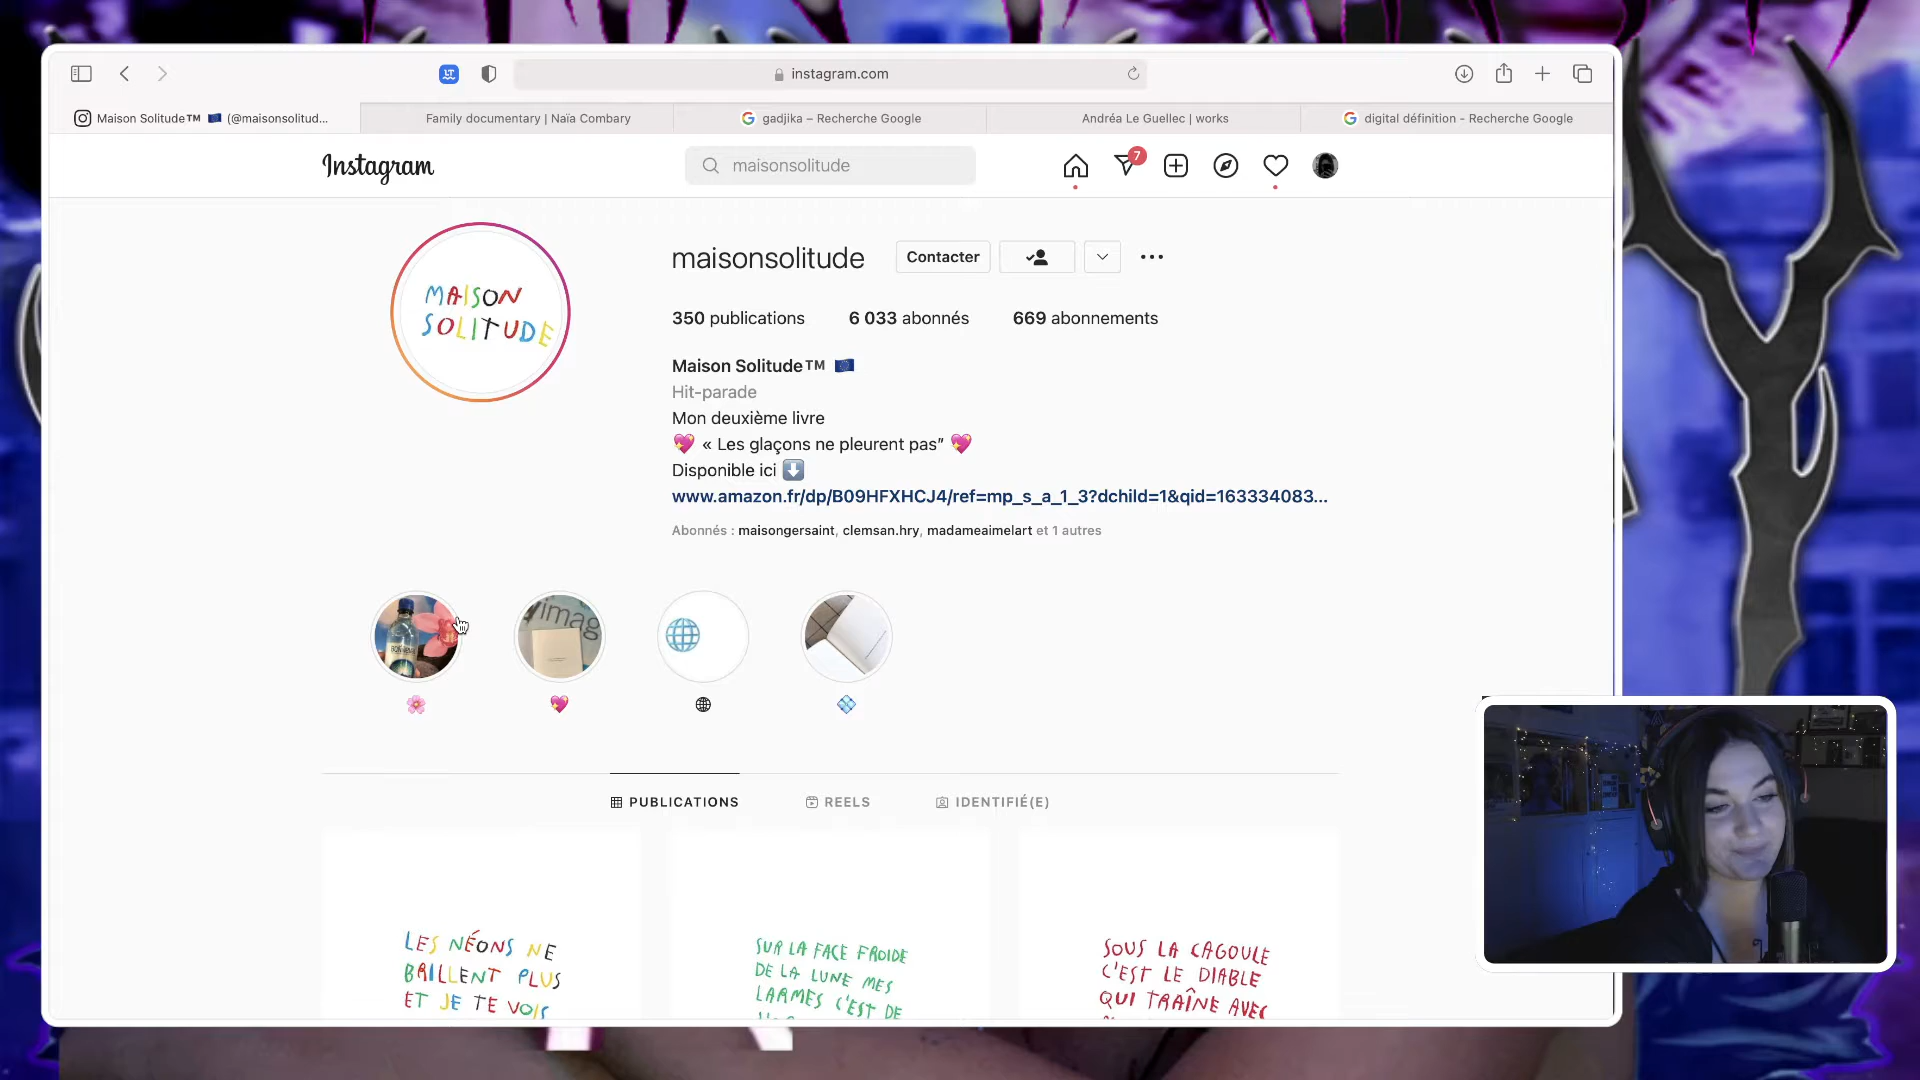 instagram.com
Maison Solitude™ 🇪🇺 (@maisonsolitud...
Family documentary | Naïa Combary
gadjika – Recherche Google
Andréa Le Guellec | works
digital définition - Recherche Google
Instagram
maisonsolitude
7
MAISON
SOLITUDE
maisonsolitude
Contacter
350 publications
6 033 abonnés
669 abonnements
Maison Solitude™ 🇪🇺
Hit-parade
Mon deuxième livre
💖 « Les glaçons ne pleurent pas” 💖
Disponible ici ⬇️
www.amazon.fr/dp/B09HFXHCJ4/ref=mp_s_a_1_3?dchild=1&qid=163334083...
Abonnés : maisongersaint, clemsan.hry, madameaimelart et 1 autres
imag
PUBLICATIONS
REELS
IDENTIFIÉ(E)
LES NÉONS NE
BRILLENT PLUS
ET JE TE VOIS
SUR LA FACE FROIDE
DE LA LUNE MES
LARMES C'EST DE
SOUS LA CAGOULE
C'EST LE DIABLE
QUI TRAÎNE AVEC